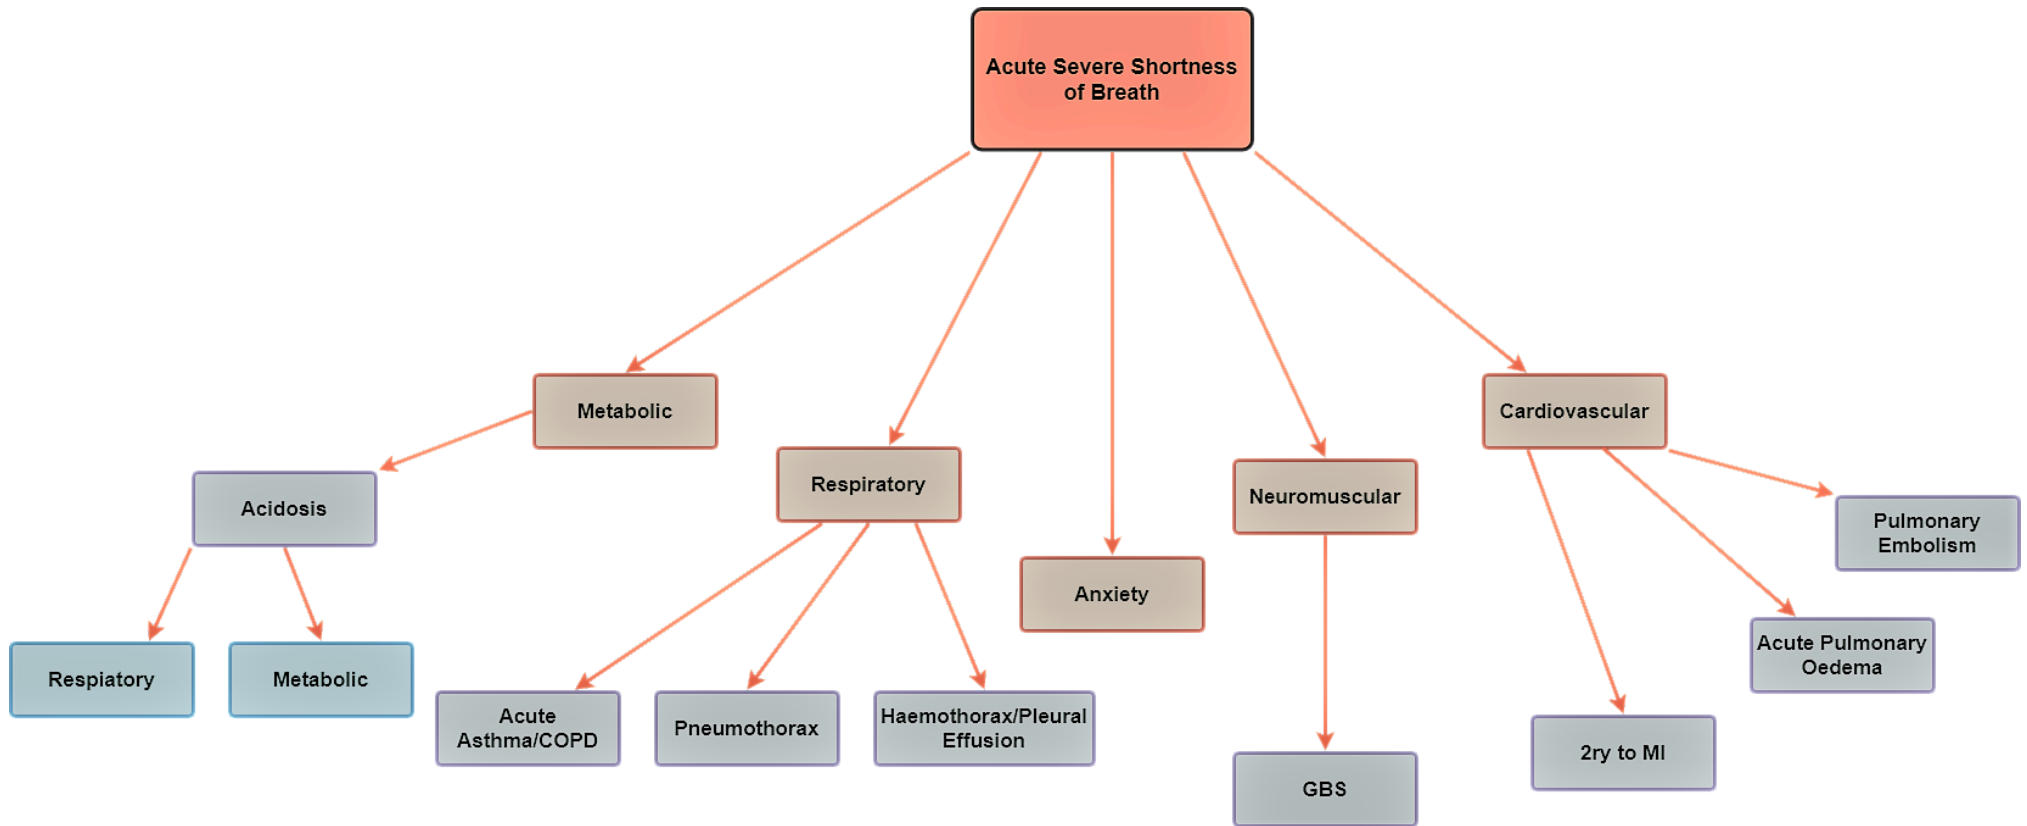 Acute Severe Shortness
of Breath
Metabolic
Cardiovascular
Respiratory
Neuromuscular
Acidosis
Pulmonary
Embolism
Anxiety
Acute Pulmonary
Oedema
Respiatory
Metabolic
Acute
Asthma/COPD
Pneumothorax
Haemothorax/Pleural
Effusion
2ry to MI
GBS